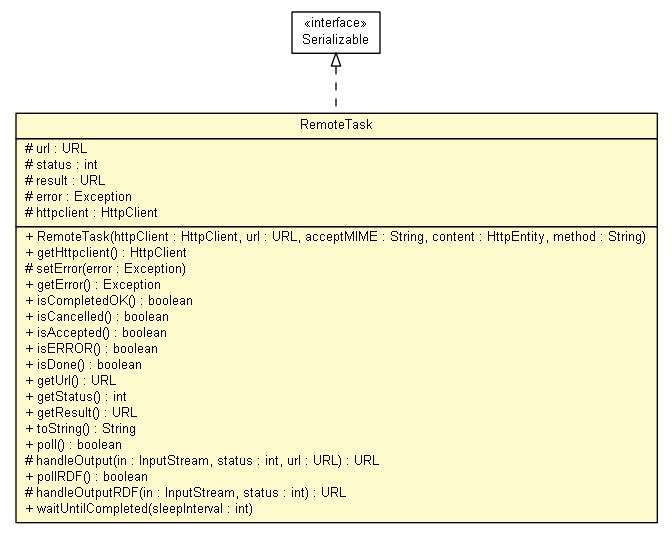 «interface»
Serializable
RemoteTask
# url : URL
# status : int
# result : URL
# error : Exception
# httpclient : HttpClient
+ RemoteTask(httpClient : HttpClient, url : URL, acceptMIME : String, content : HttpEntity, method : String)
+ getHttpclient() : HttpClient
# setError(error : Exception)
+ getError() : Exception
+ isCompletedOK() : boolean
+ isCancelled() : boolean
+ isAccepted() : boolean
+ isERROR() : boolean
+ isDone() : boolean
+ getUrl() : URL
+ getStatus() : int
+ getResult() : URL
+ toString() : String
+ poll() : boolean
# handleOutput(in : InputStream, status : int, url : URL) : URL
+ pollRDF() : boolean
# handleOutputRDF(in : InputStream, status : int) : URL
+ waitUntilCompleted(sleepInterval : int)